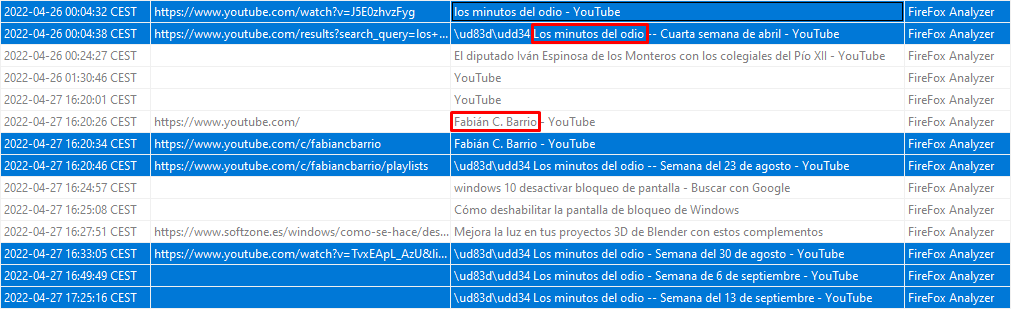 2022-04-26 00:04:32 CEST https://www.youtube.com/watch?v=J5E0zhvzFyg los minutos del odio - YouTube FireFox Analyzer
2022-04-26 00:04:38 CEST https://www.youtube.com/results?search_query=los+... \ud83d\udd34 Los minutos del odio -- Cuarta semana de abril - YouTube FireFox Analyzer
2022-04-26 00:24:27 CEST El diputado Iván Espinosa de los Monteros con los colegiales del Pío XII - YouTube FireFox Analyzer
2022-04-26 01:30:46 CEST YouTube FireFox Analyzer
2022-04-27 16:20:01 CEST YouTube FireFox Analyzer
2022-04-27 16:20:26 CEST https://www.youtube.com/ Fabián C. Barrio - YouTube FireFox Analyzer
2022-04-27 16:20:34 CEST https://www.youtube.com/c/fabiancbarrio Fabián C. Barrio - YouTube FireFox Analyzer
2022-04-27 16:20:46 CEST https://www.youtube.com/c/fabiancbarrio/playlists \ud83d\udd34 Los minutos del odio -- Semana del 23 de agosto - YouTube FireFox Analyzer
2022-04-27 16:24:57 CEST windows 10 desactivar bloqueo de pantalla - Buscar con Google FireFox Analyzer
2022-04-27 16:25:08 CEST Cómo deshabilitar la pantalla de bloqueo de Windows FireFox Analyzer
2022-04-27 16:27:51 CEST https://www.softzone.es/windows/como-se-hace/des... Mejora la luz en tus proyectos 3D de Blender con estos complementos FireFox Analyzer
2022-04-27 16:33:05 CEST https://www.youtube.com/watch?v=TvxEApL_AzU&li... \ud83d\udd34 Los minutos del odio - Semana del 30 de agosto - YouTube FireFox Analyzer
2022-04-27 16:49:49 CEST \ud83d\udd34 Los minutos del odio - Semana de 6 de septiembre - YouTube FireFox Analyzer
2022-04-27 17:25:16 CEST \ud83d\udd34 Los minutos del odio -- Semana del 13 de septiembre - YouTube FireFox Analyzer